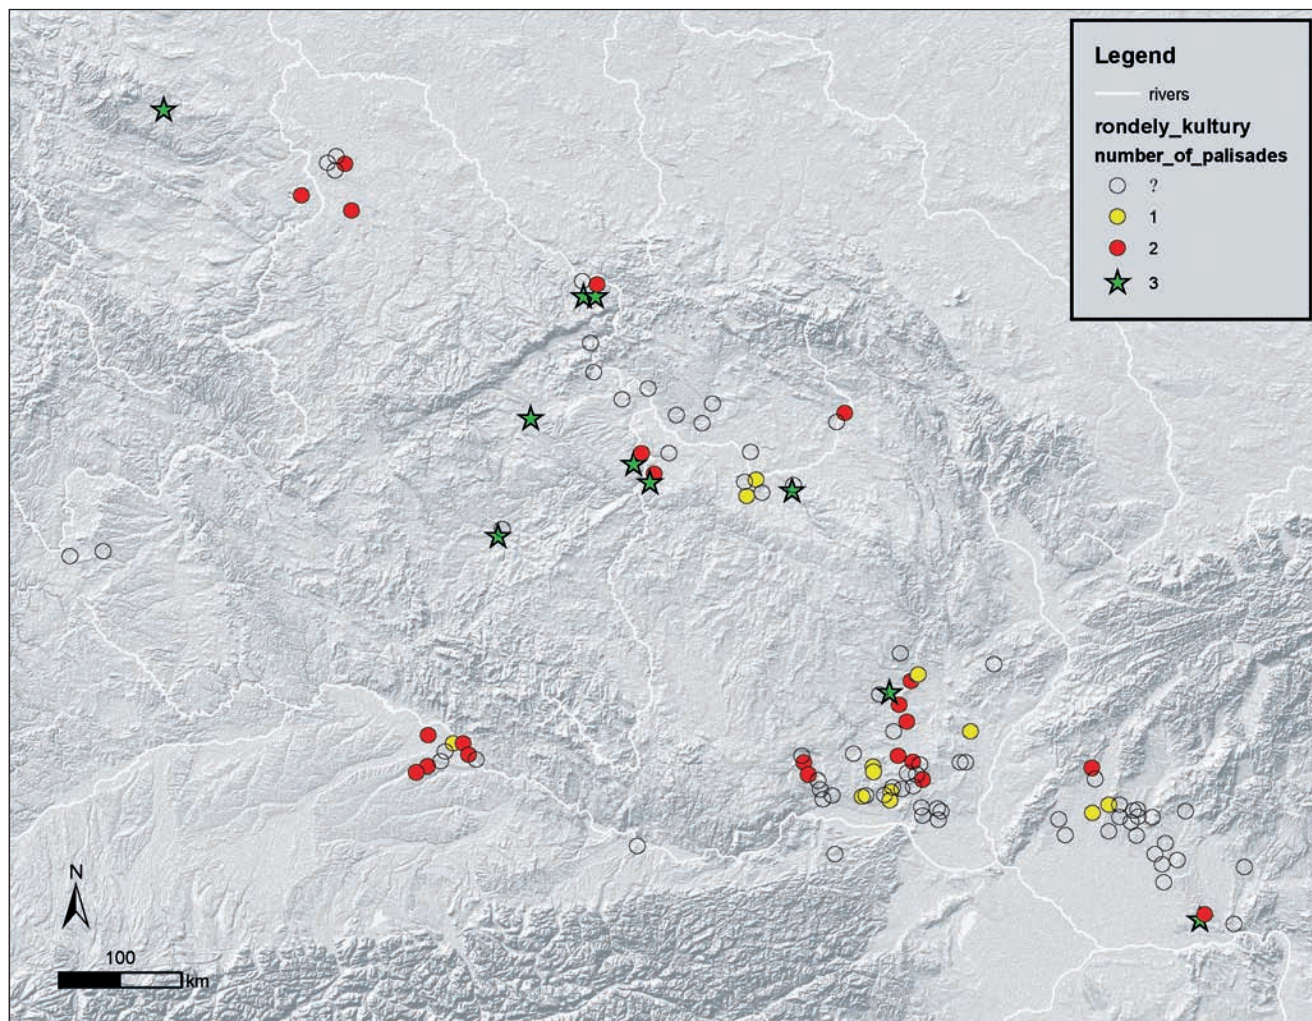 Legend
rivers
rondely_kultury
number_of_palisades
?
1
2
3
N
100
km